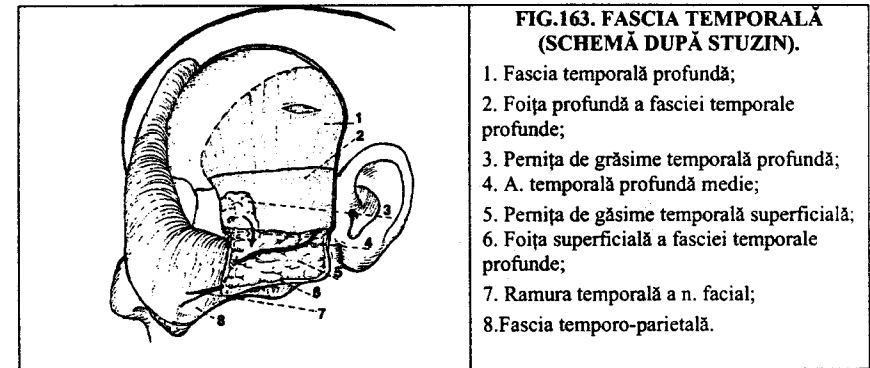 FIG.163. FASCIA TEMPORALĂ
(SCHEMĂ DUPĂ STUZIN).
1. Fascia temporală profundă;
2. Foița profundă a fasciei temporale
profunde;
3. Pernița de grăsime temporală profundă;
4. A. temporală profundă medie;
5. Pernița de găsime temporală superficială;
6. Foița superficială a fasciei temporale
profunde;
7. Ramura temporală a n. facial;
8.Fascia temporo-parietală.
1
2
3
4
5
6
7
8